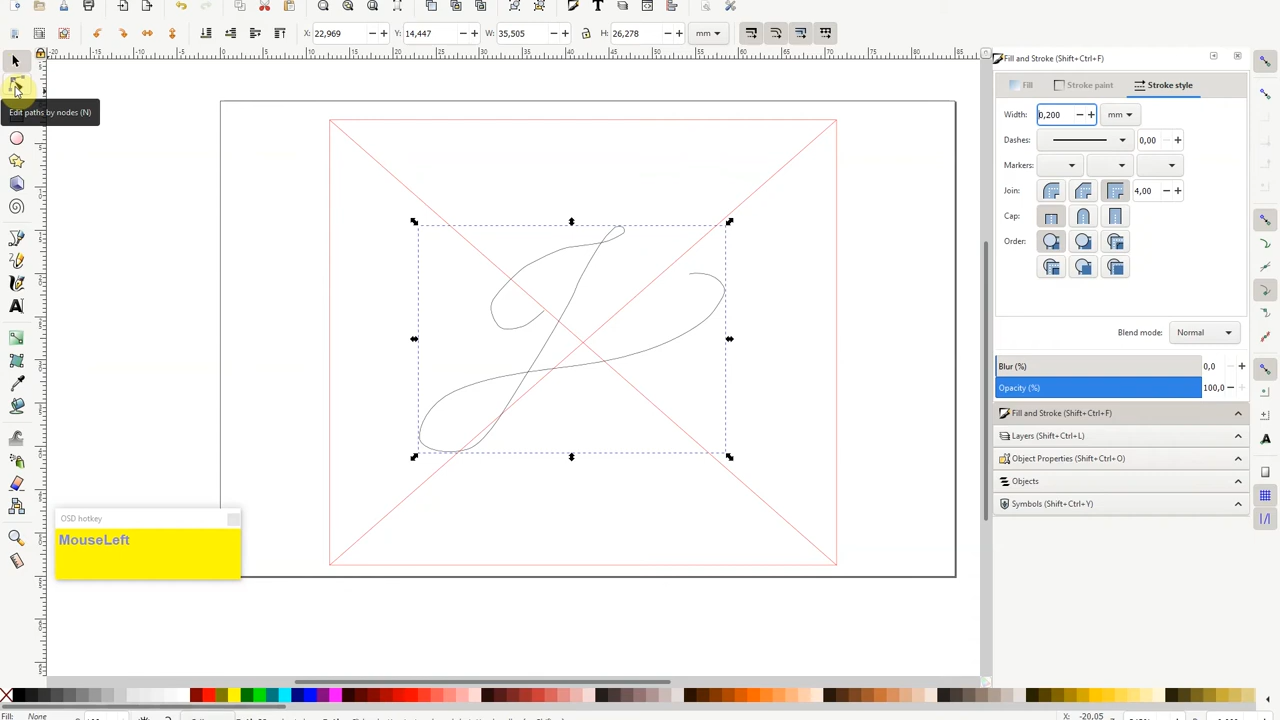 X: 22,969 Y: 14,447 W: 35,505 H: 26,278 mm
Fill and Stroke (Shift+Ctrl+F)
Fill Stroke paint Stroke style
Edit paths by nodes (N)
Width: 0,200 mm
Dashes: 0,00
Markers:
Join: 4,00
Cap:
Order:
Blend mode: Normal
Blur (%) 0,0
Opacity (%) 100,0
Fill and Stroke (Shift+Ctrl+F)
Layers (Shift+Ctrl+L)
Object Properties (Shift+Ctrl+O)
Objects
Symbols (Shift+Ctrl+Y)
OSD hotkey
MouseLeft
Fill: None
X: -20,05